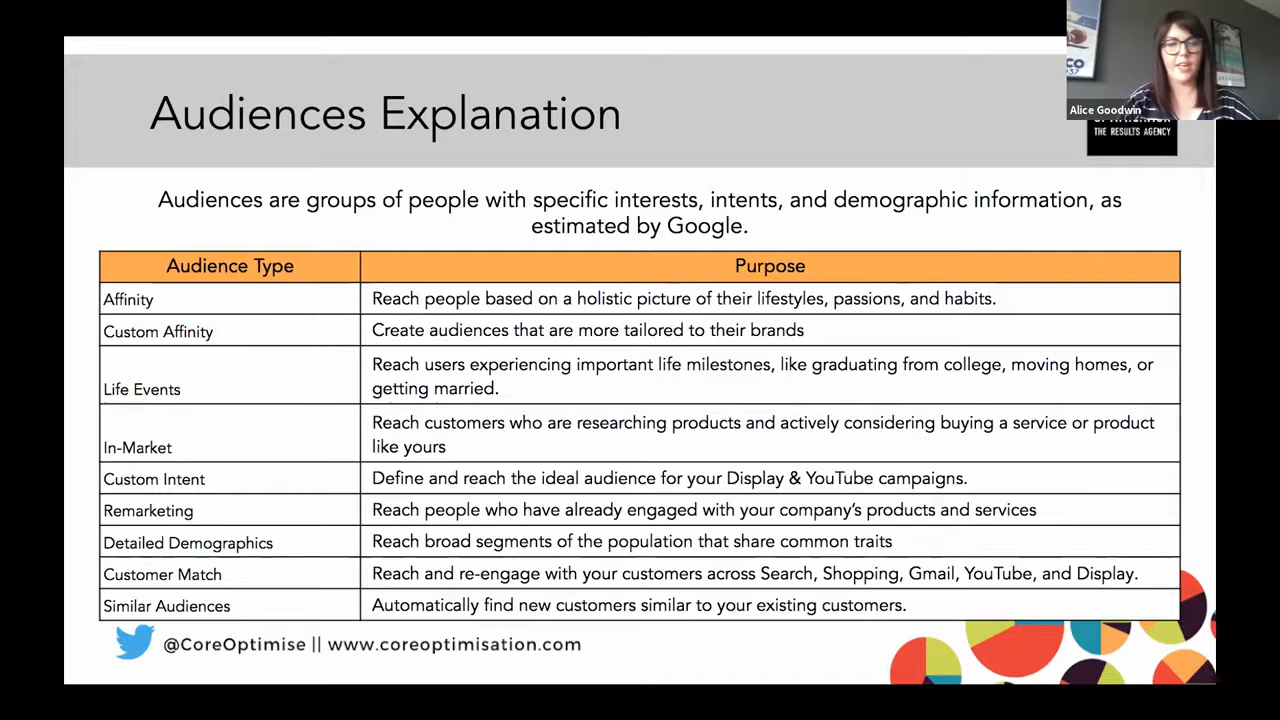 CO
937
Alice Goodwin
THE RESULTS AGENCY
Audiences Explanation
Audiences are groups of people with specific interests, intents, and demographic information, as
estimated by Google.
Audience Type Purpose
Affinity Reach people based on a holistic picture of their lifestyles, passions, and habits.
Custom Affinity Create audiences that are more tailored to their brands
Life Events Reach users experiencing important life milestones, like graduating from college, moving homes, or
getting married.
In-Market Reach customers who are researching products and actively considering buying a service or product
like yours
Custom Intent Define and reach the ideal audience for your Display & YouTube campaigns.
Remarketing Reach people who have already engaged with your company's products and services
Detailed Demographics Reach broad segments of the population that share common traits
Customer Match Reach and re-engage with your customers across Search, Shopping, Gmail, YouTube, and Display.
Similar Audiences Automatically find new customers similar to your existing customers.
@CoreOptimise || www.coreoptimisation.com